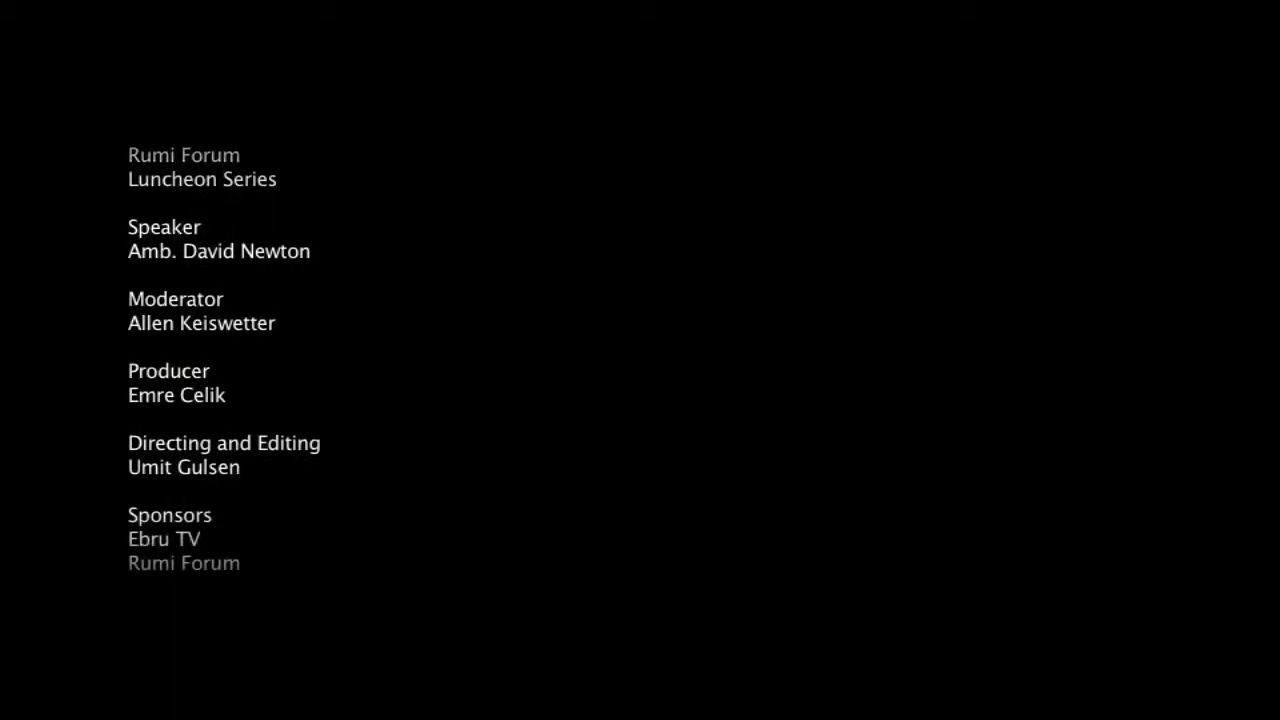 Rumi Forum
Luncheon Series
Speaker
Amb. David Newton
Moderator
Allen Keiswetter
Producer
Emre Celik
Directing and Editing
Umit Gulsen
Sponsors
Ebru TV
Rumi Forum